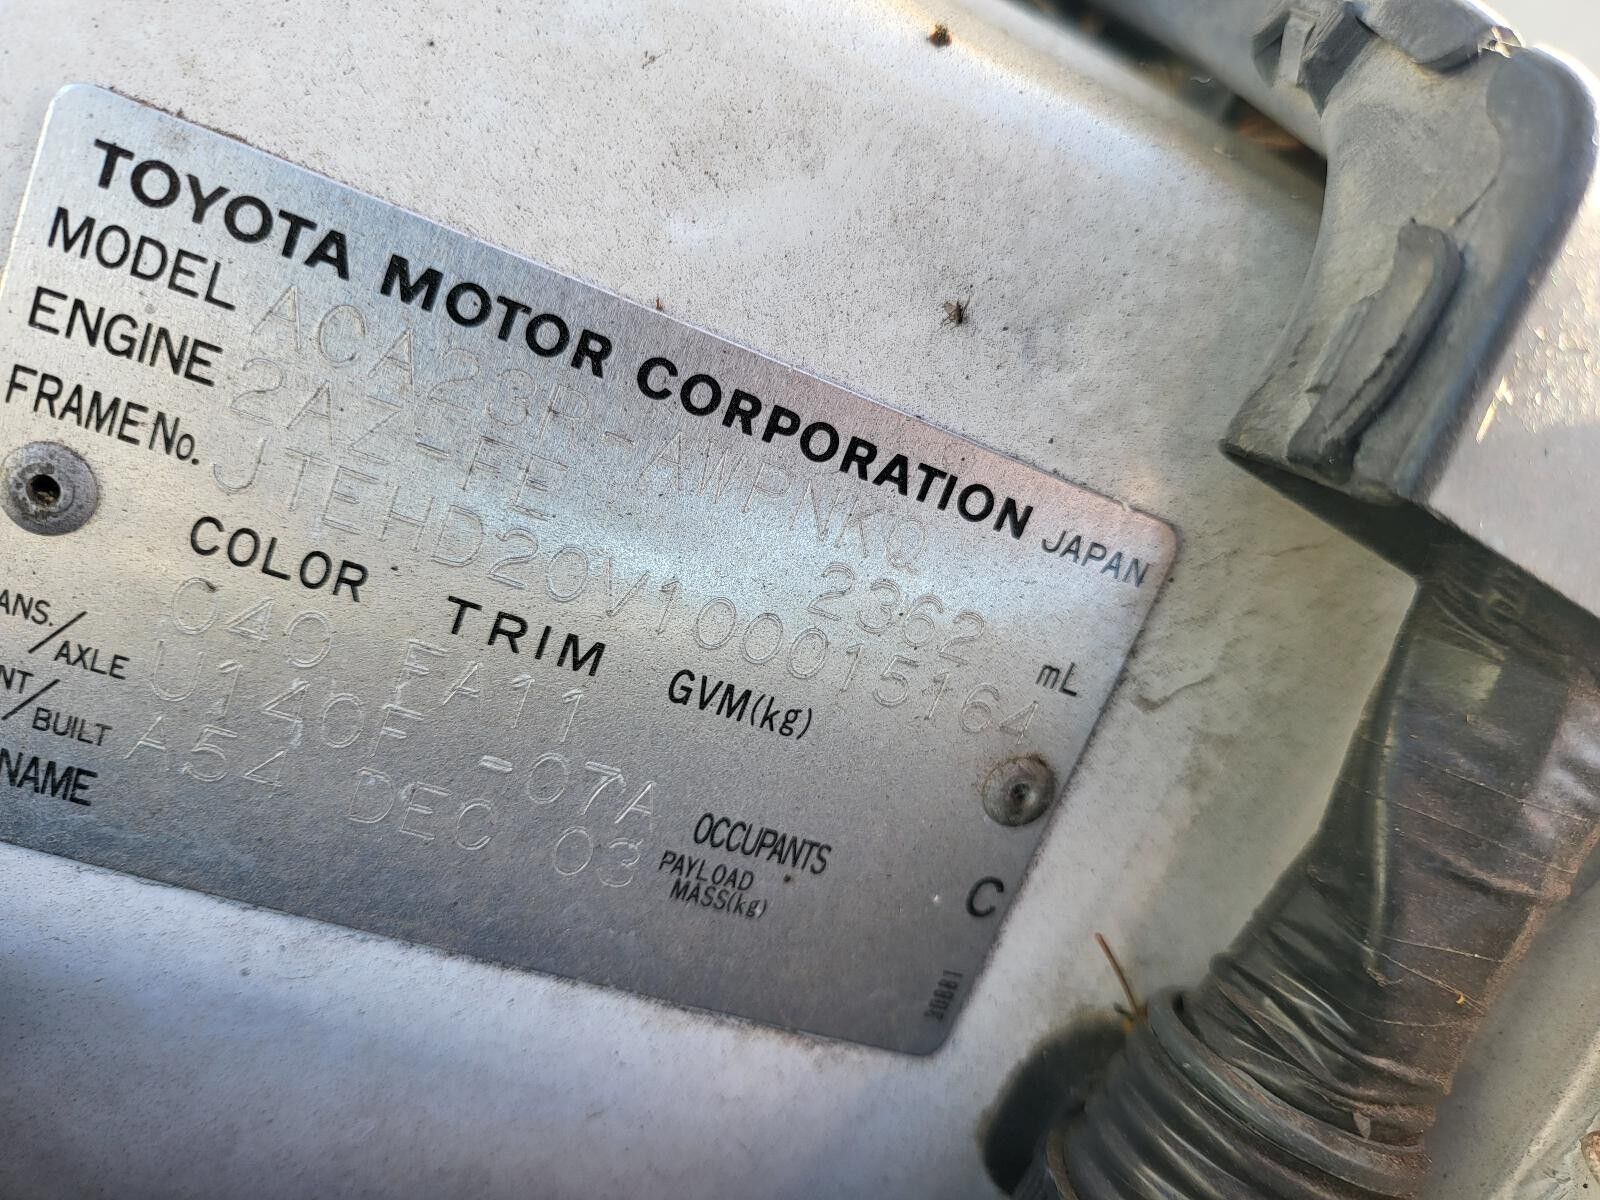 TOYOTA MOTOR CORPORATION JAPAN
MODEL ACA23R-AWPNKQ
ENGINE 2AZ-FE 2362 mL
FRAME No. JTEHD20V100015164
COLOR TRIM GVM(kg)
040 FA11
ANS./AXLE U140F -07A
NT/BUILT A54 DEC 03 OCCUPANTS
NAME PAYLOAD MASS(kg) C